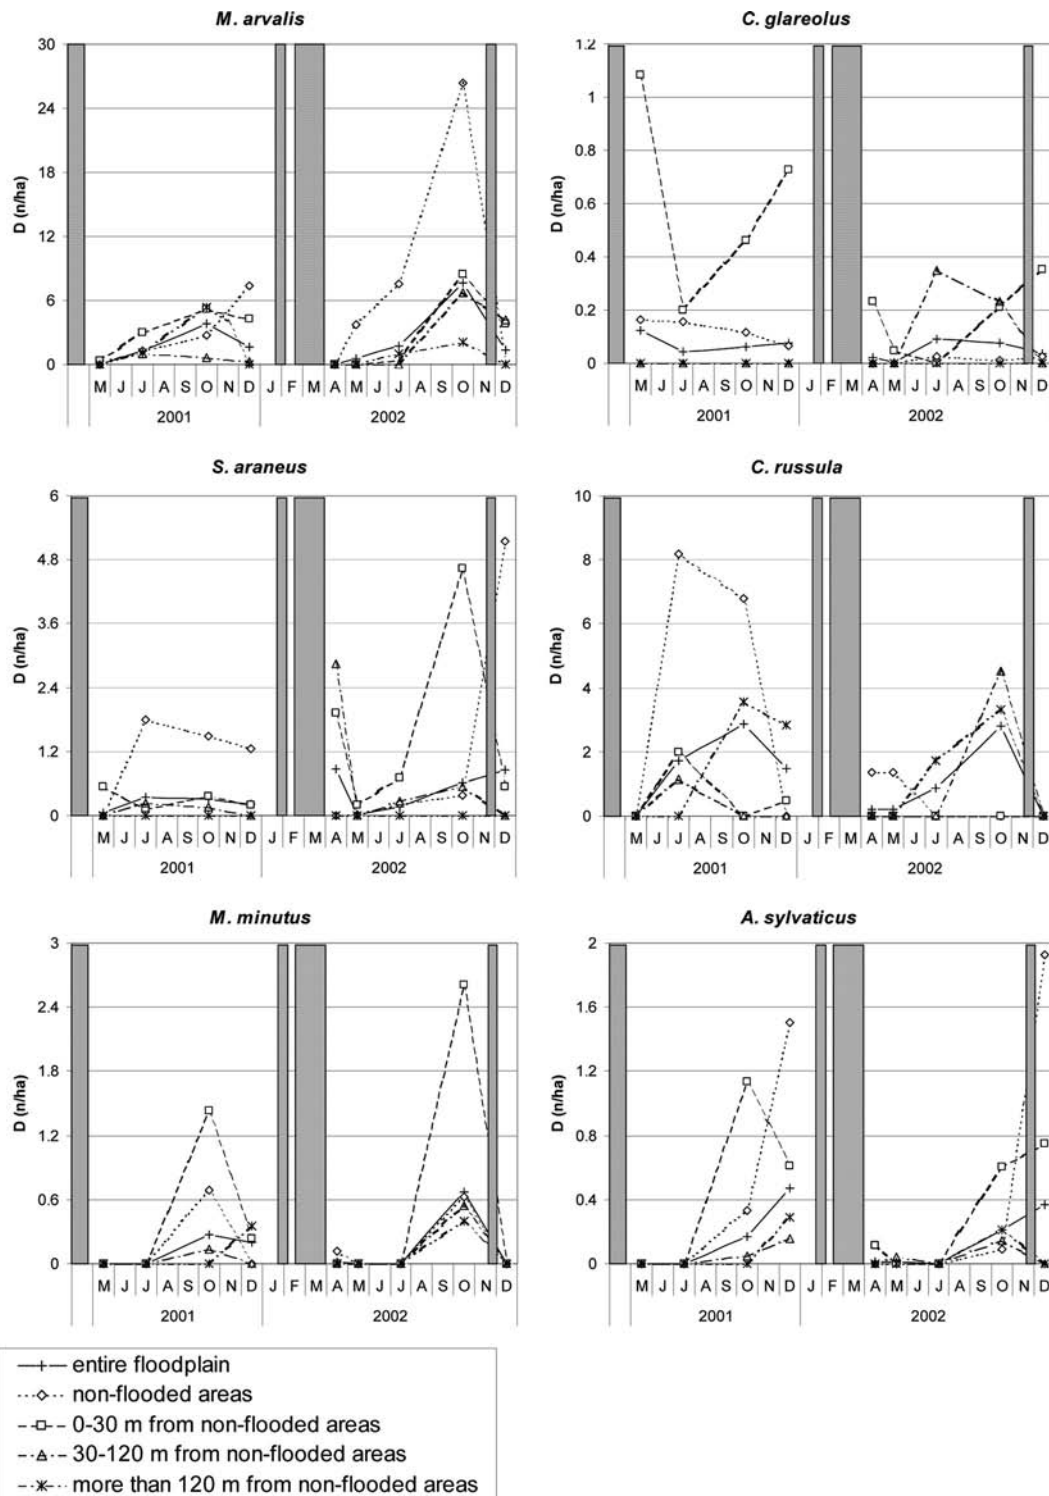 M. arvalis
C. glareolus
30
24
18
12
6
0
D (n/ha)
M J J A S O N D J F M A M J J A S O N D
2001 2002
1.2
1
0.8
0.6
0.4
0.2
0
D (n/ha)
M J J A S O N D J F M A M J J A S O N D
2001 2002
S. araneus
C. russula
6
4.8
3.6
2.4
1.2
0
D (n/ha)
M J J A S O N D J F M A M J J A S O N D
2001 2002
10
8
6
4
2
0
D (n/ha)
M J J A S O N D J F M A M J J A S O N D
2001 2002
M. minutus
A. sylvaticus
3
2.4
1.8
1.2
0.6
0
D (n/ha)
M J J A S O N D J F M A M J J A S O N D
2001 2002
2
1.6
1.2
0.8
0.4
0
D (n/ha)
M J J A S O N D J F M A M J J A S O N D
2001 2002
entire floodplain
non-flooded areas
0-30 m from non-flooded areas
30-120 m from non-flooded areas
more than 120 m from non-flooded areas